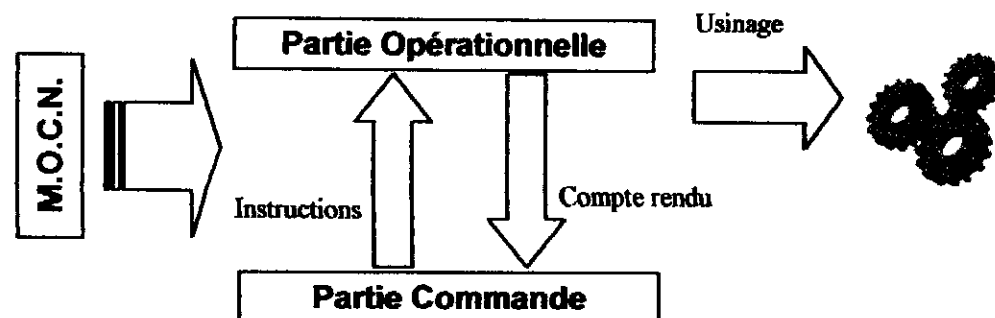 M.O.C.N.
Partie Opérationnelle
Usinage
Instructions
Compte rendu
Partie Commande